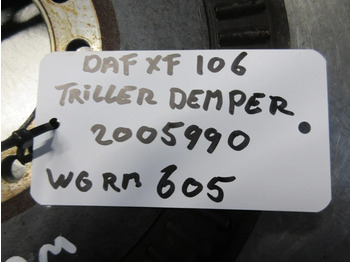 DAF XF 106
TRILLER DEMPER
2005990
WG RM 605